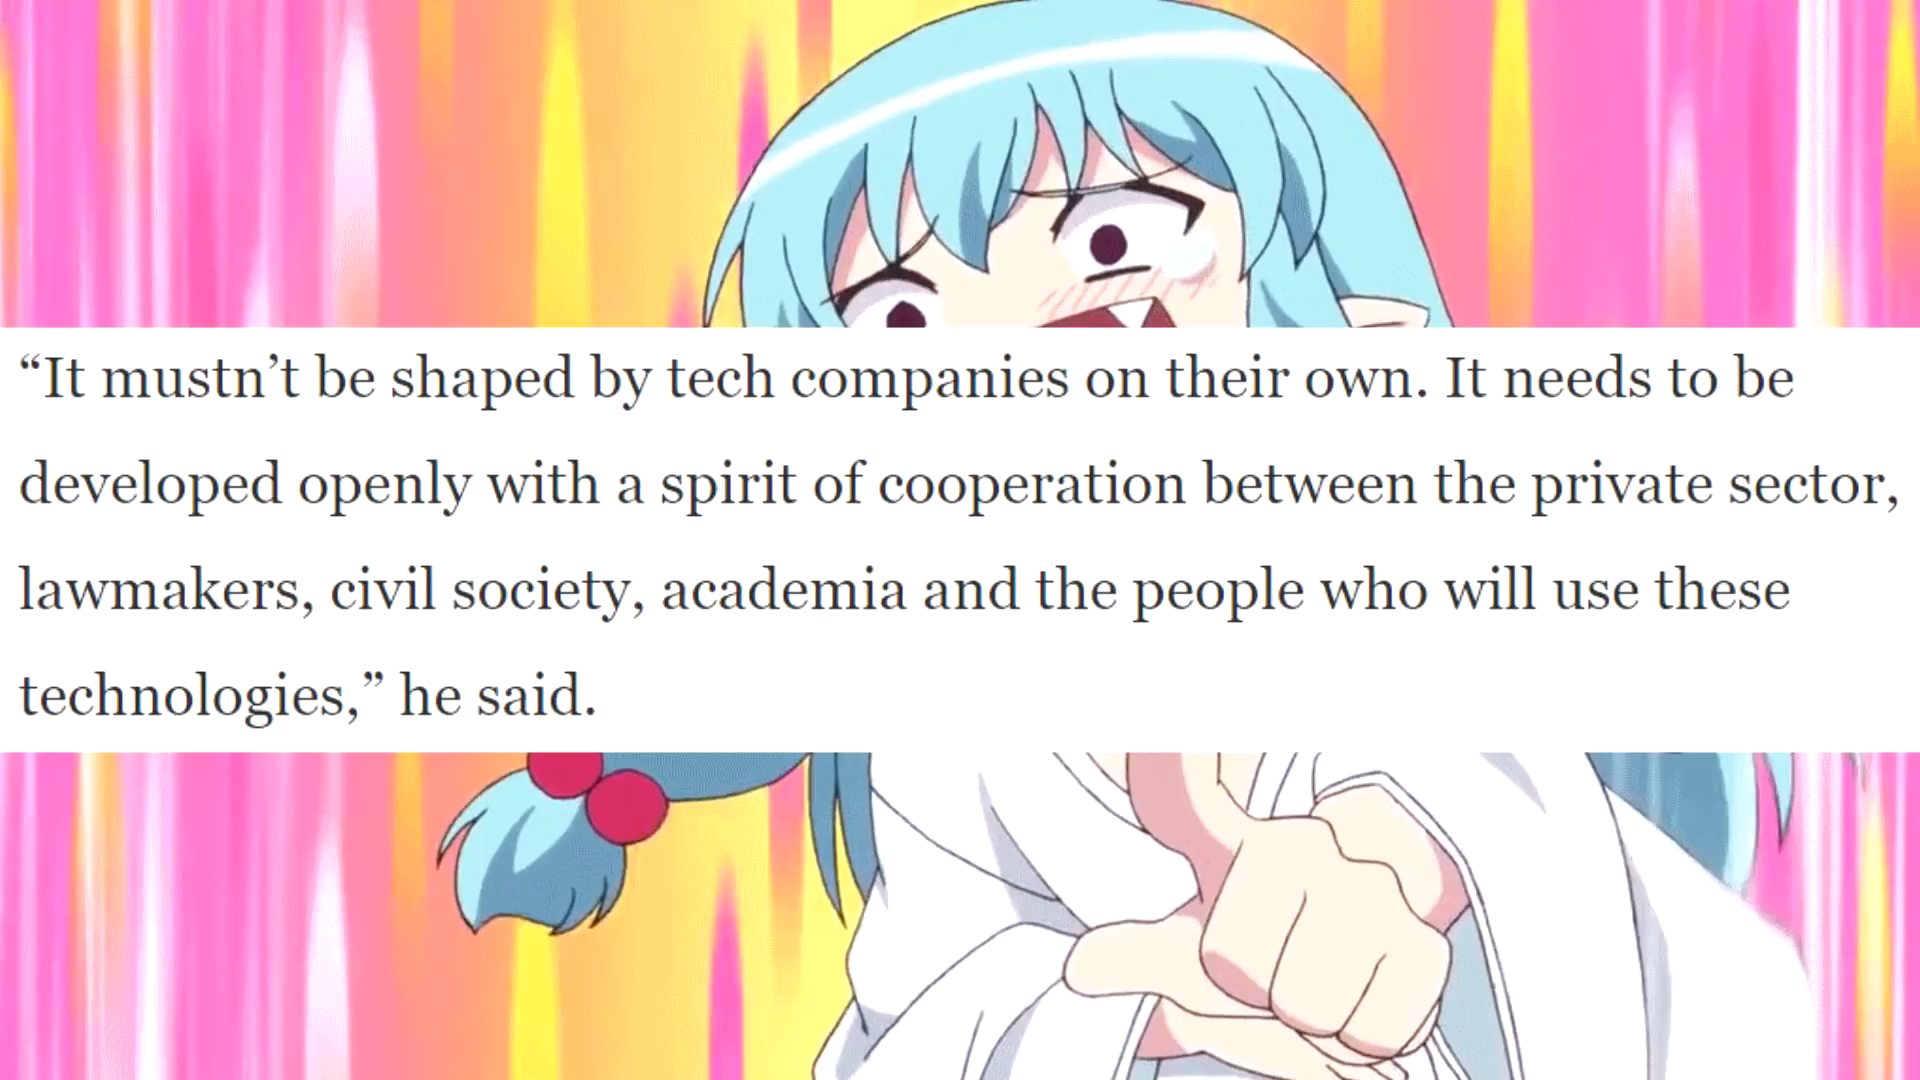 “It mustn’t be shaped by tech companies on their own. It needs to be
developed openly with a spirit of cooperation between the private sector,
lawmakers, civil society, academia and the people who will use these
technologies,” he said.